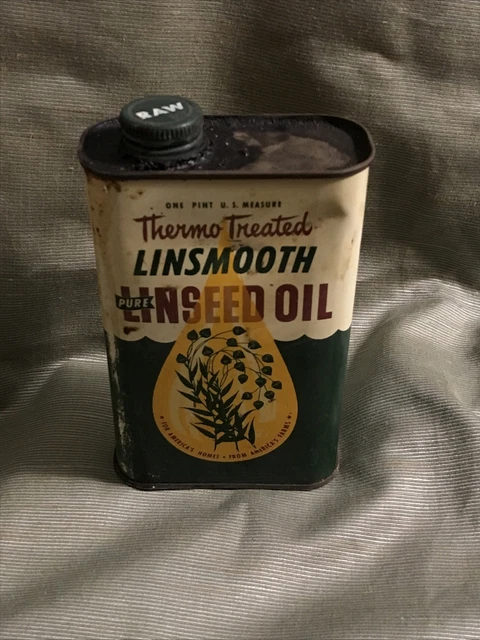 RAW
ONE PINT U.S. MEASURE
Thermo Treated
LINSMOOTH
PURE
LINSEED OIL
• FOR AMERICA'S HOMES • FROM AMERICA'S FARMS •